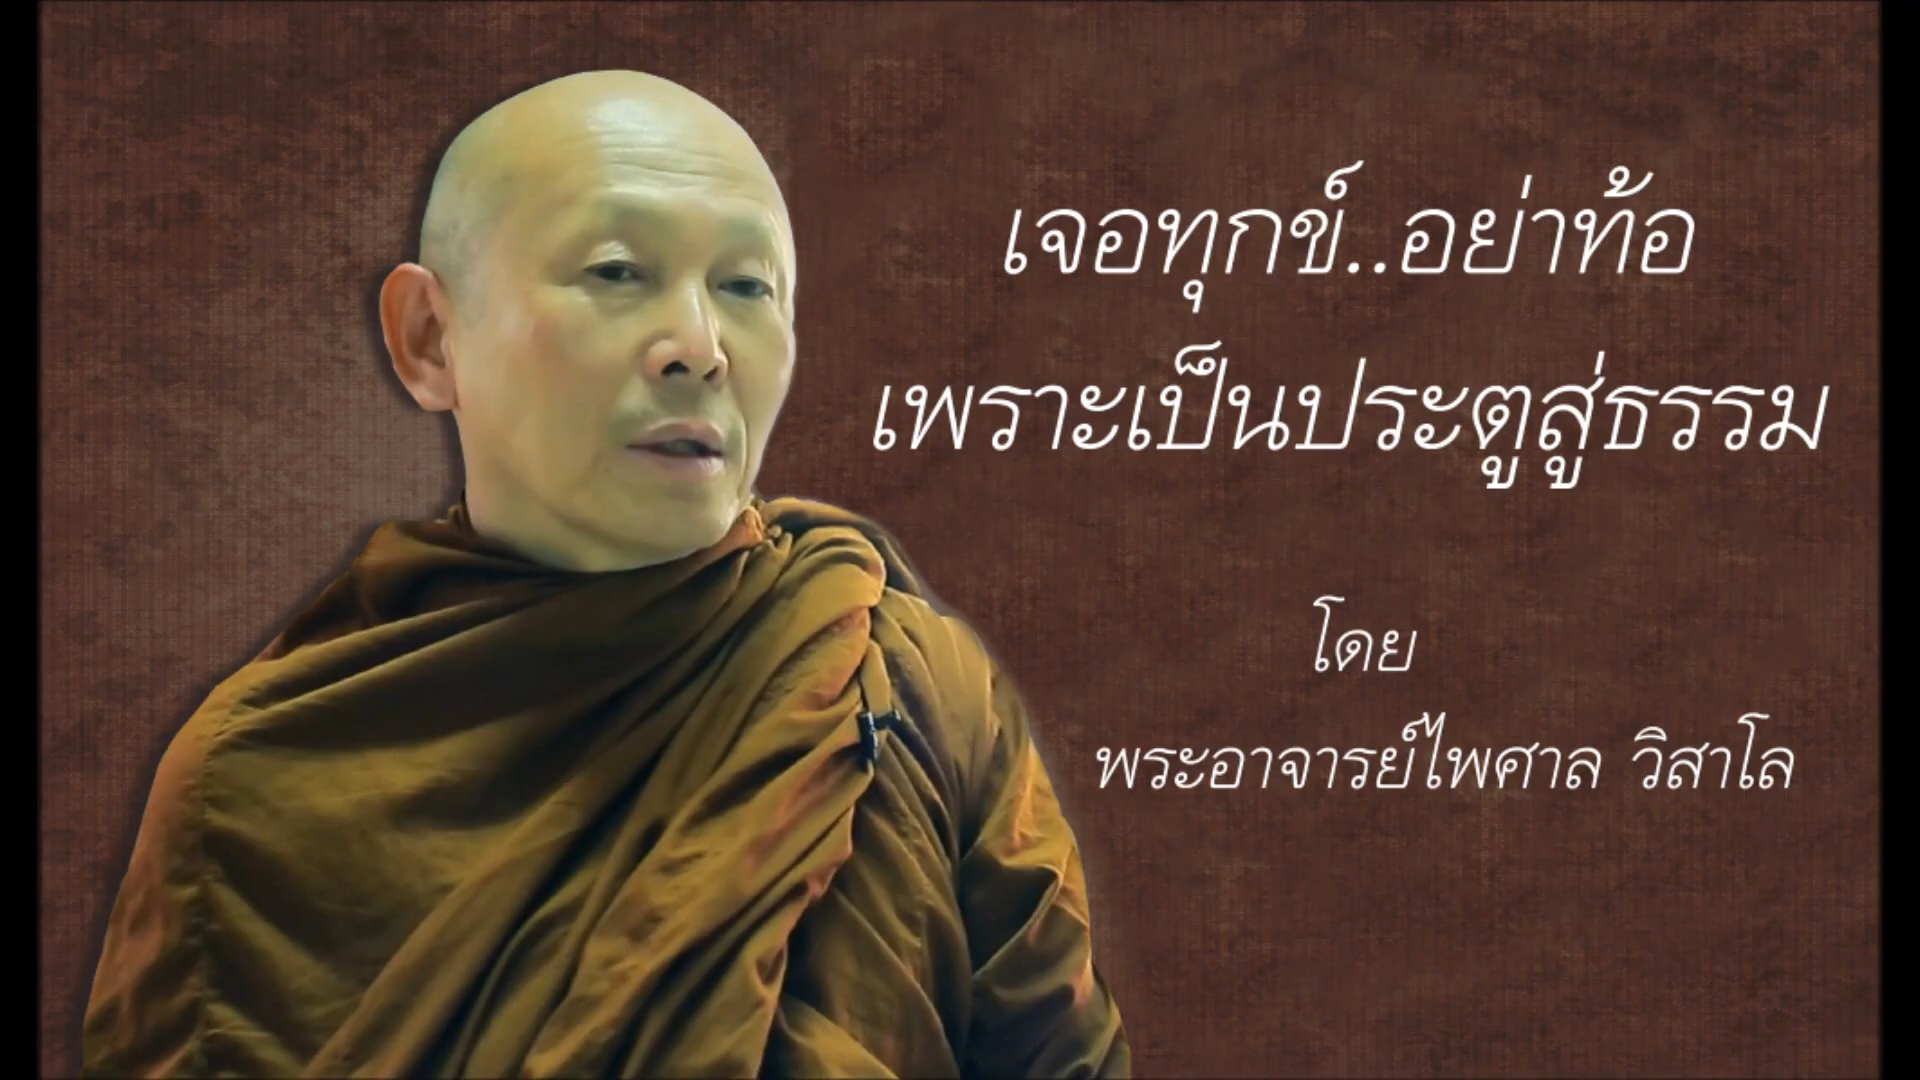 เจอทุกข์..อย่าท้อ
เพราะเป็นประตูสู่ธรรม
โดย
พระอาจารย์ไพศาล วิสาโล